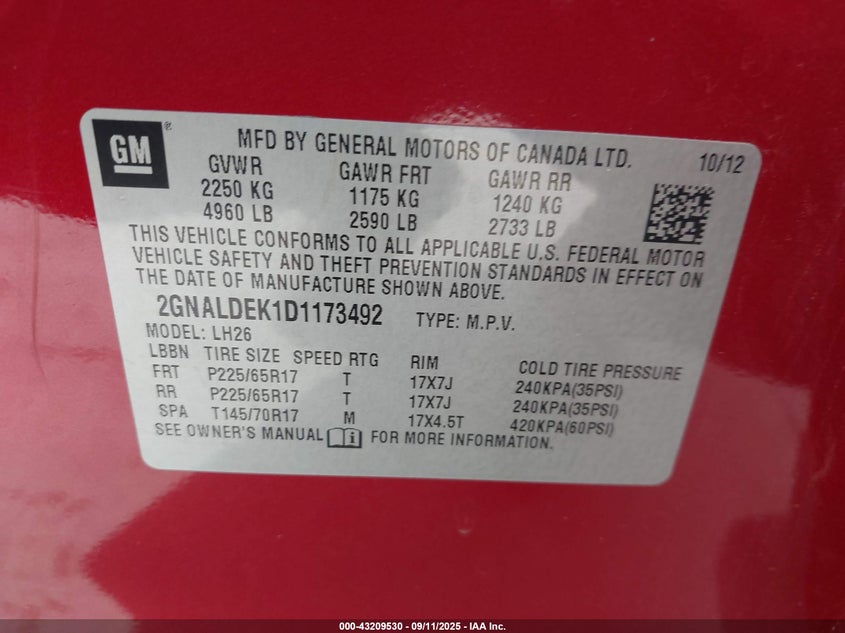 GM®
MFD BY GENERAL MOTORS OF CANADA LTD. 10/12
GVWR GAWR FRT GAWR RR
2250 KG 1175 KG 1240 KG
4960 LB 2590 LB 2733 LB
THIS VEHICLE CONFORMS TO ALL APPLICABLE U.S. FEDERAL MOTOR
VEHICLE SAFETY AND THEFT PREVENTION STANDARDS IN EFFECT ON
THE DATE OF MANUFACTURE SHOWN ABOVE.
2GNALDEK1D1173492 TYPE: M.P.V.
MODEL: LH26
LBBN TIRE SIZE SPEED RTG RIM COLD TIRE PRESSURE
FRT P225/65R17 T 17X7J 240KPA(35PSI)
RR P225/65R17 T 17X7J 240KPA(35PSI)
SPA T145/70R17 M 17X4.5T 420KPA(60PSI)
SEE OWNER'S MANUAL FOR MORE INFORMATION.
000-43209530 - 09/11/2025 - IAA Inc.